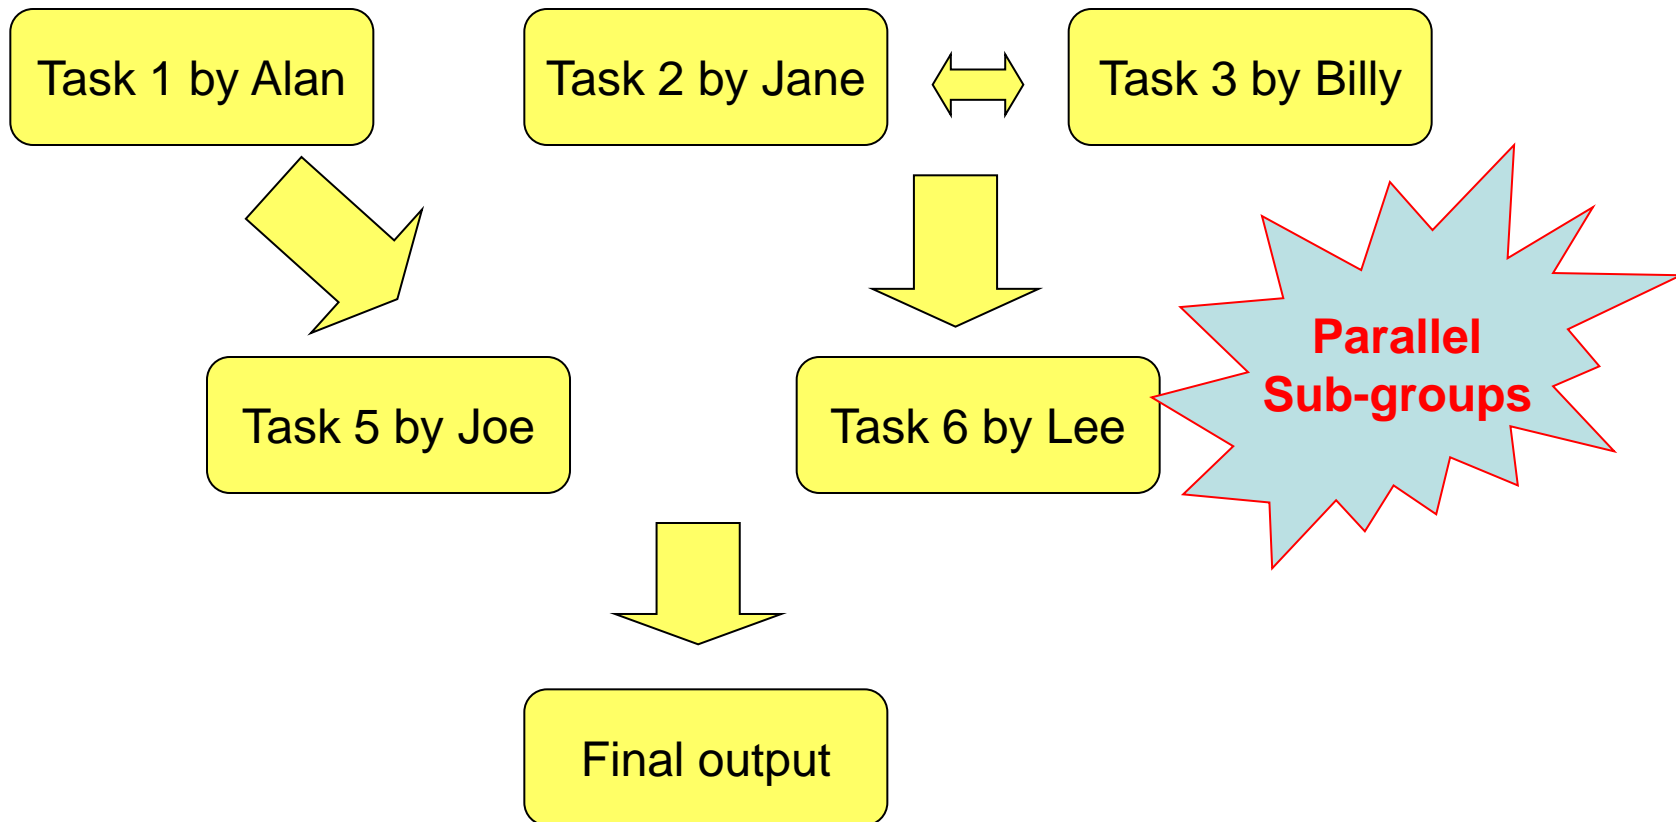 Task 1 by Alan
Task 2 by Jane
Task 3 by Billy
Parallel
Sub-groups
Task 5 by Joe
Task 6 by Lee
Final output